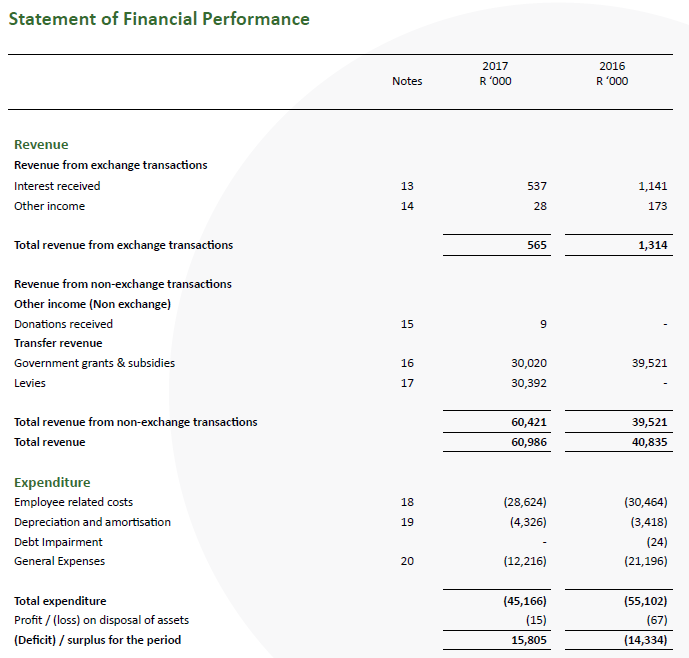 Statement of Financial Performance
2017 2016
Notes R ‘000 R ‘000
Revenue
Revenue from exchange transactions
Interest received 13 537 1,141
Other income 14 28 173
Total revenue from exchange transactions 565 1,314
Revenue from non-exchange transactions
Other income (Non exchange)
Donations received 15 9 -
Transfer revenue
Government grants & subsidies 16 30,020 39,521
Levies 17 30,392 -
Total revenue from non-exchange transactions 60,421 39,521
Total revenue 60,986 40,835
Expenditure
Employee related costs 18 (28,624) (30,464)
Depreciation and amortisation 19 (4,326) (3,418)
Debt Impairment - (24)
General Expenses 20 (12,216) (21,196)
Total expenditure (45,166) (55,102)
Profit / (loss) on disposal of assets (15) (67)
(Deficit) / surplus for the period 15,805 (14,334)